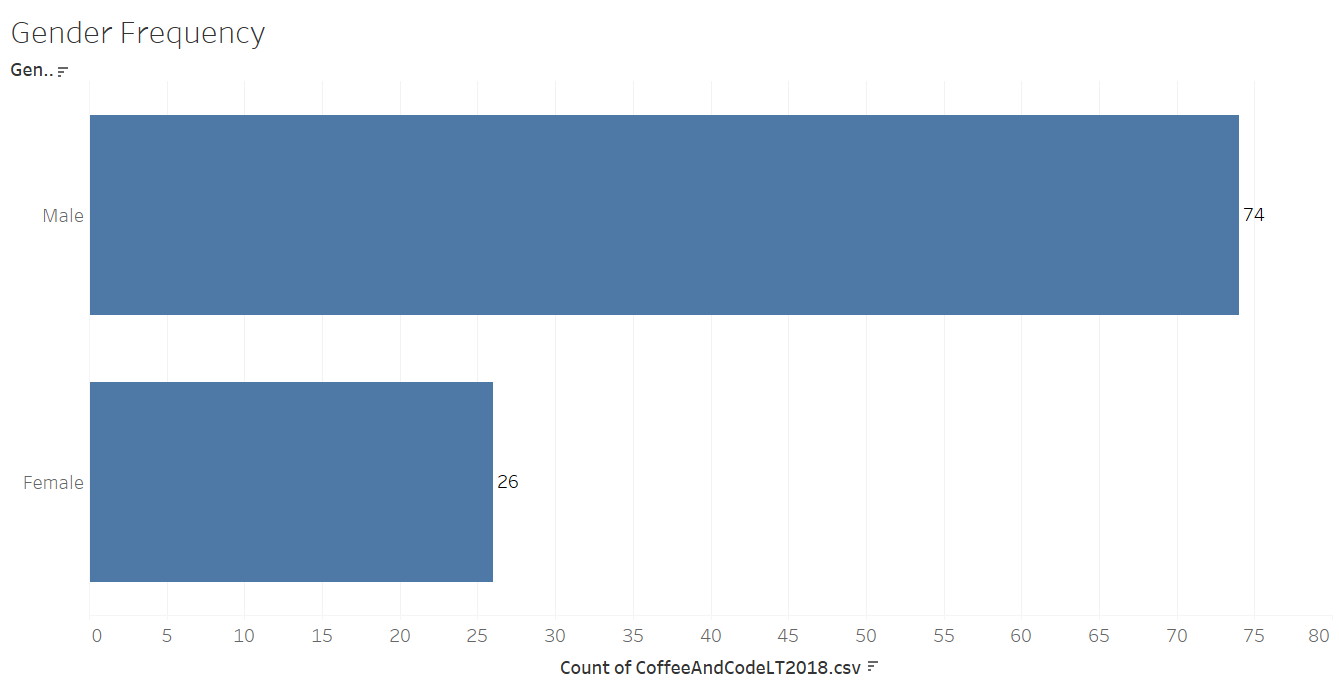 Gender Frequency
Gen..
Male
74
Female
26
0 5 10 15 20 25 30 35 40 45 50 55 60 65 70 75 80
Count of CoffeeAndCodeLT2018.csv